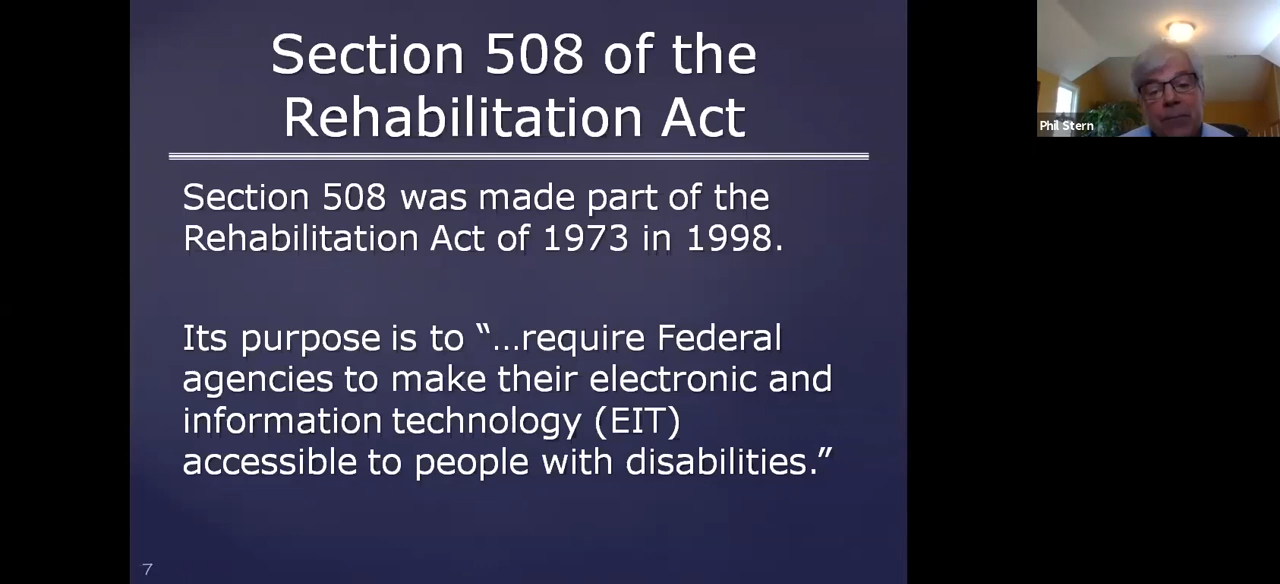 Section 508 of the
Rehabilitation Act
Section 508 was made part of the
Rehabilitation Act of 1973 in 1998.
Its purpose is to “…require Federal
agencies to make their electronic and
information technology (EIT)
accessible to people with disabilities.”
7
Phil Stern